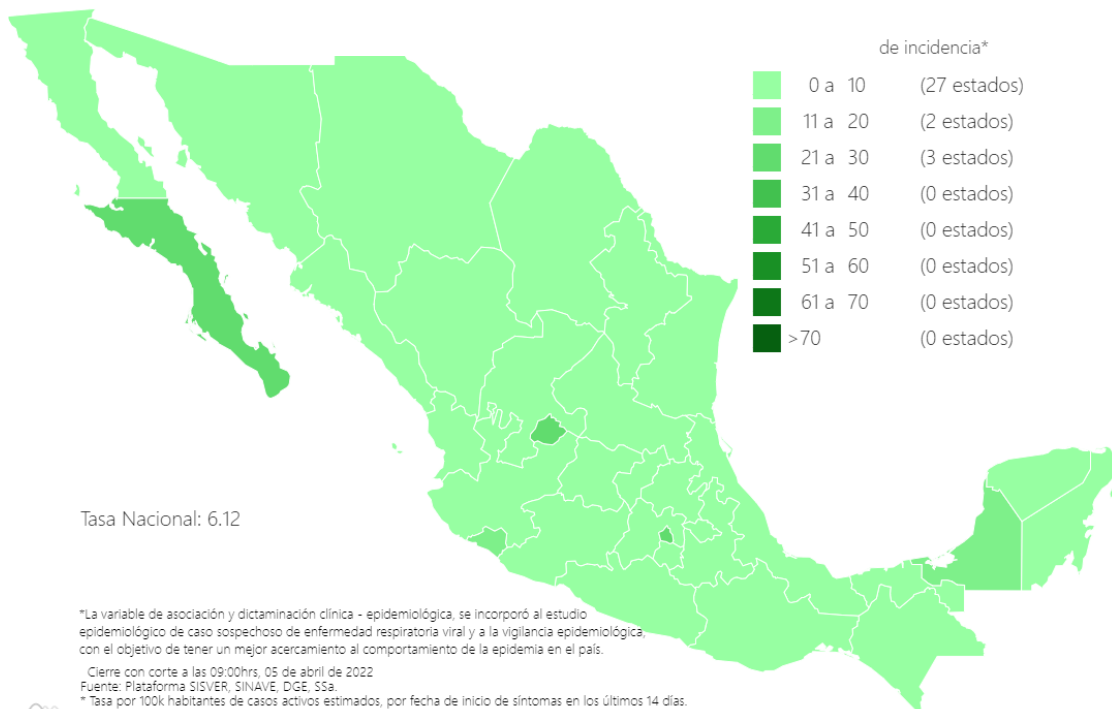 de incidencia*
0 a 10 (27 estados)
11 a 20 (2 estados)
21 a 30 (3 estados)
31 a 40 (0 estados)
41 a 50 (0 estados)
51 a 60 (0 estados)
61 a 70 (0 estados)
>70 (0 estados)
Tasa Nacional: 6.12
*La variable de asociación y dictaminación clínica - epidemiológica, se incorporó al estudio
epidemiológico de caso sospechoso de enfermedad respiratoria viral y a la vigilancia epidemiológica,
con el objetivo de tener un mejor acercamiento al comportamiento de la epidemia en el país.
Cierre con corte a las 09:00hrs, 05 de abril de 2022
Fuente: Plataforma SISVER, SINAVE, DGE, SSa.
* Tasa por 100k habitantes de casos activos estimados, por fecha de inicio de síntomas en los últimos 14 días.